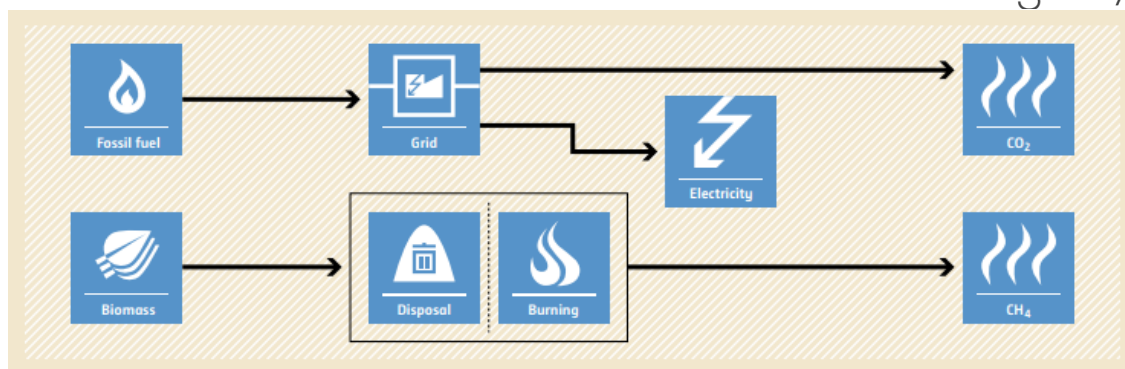 Fossil fuel
Grid
CO₂
Electricity
Biomass
Disposal
Burning
CH₄